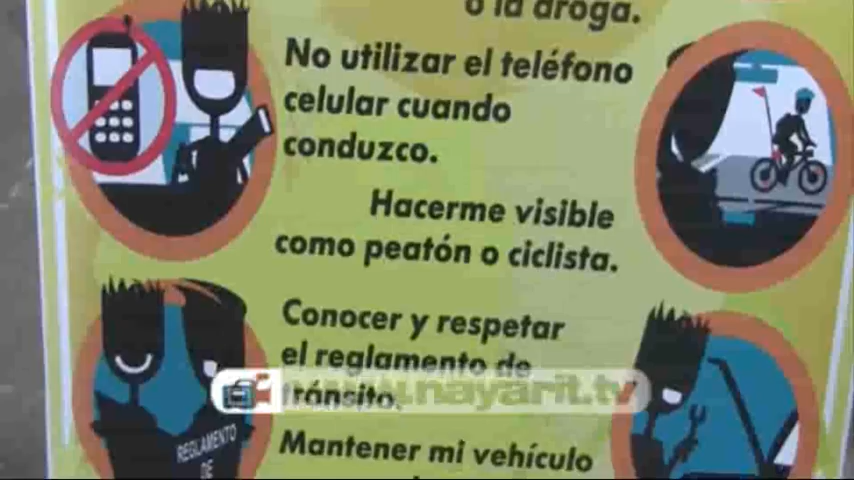 o la droga.
No utilizar el teléfono
celular cuando
conduzco.
Hacerme visible
como peatón o ciclista.
Conocer y respetar
el reglamento de
tránsito.
www.nayarit.tv
REGLAMENTO
DE
Mantener mi vehículo